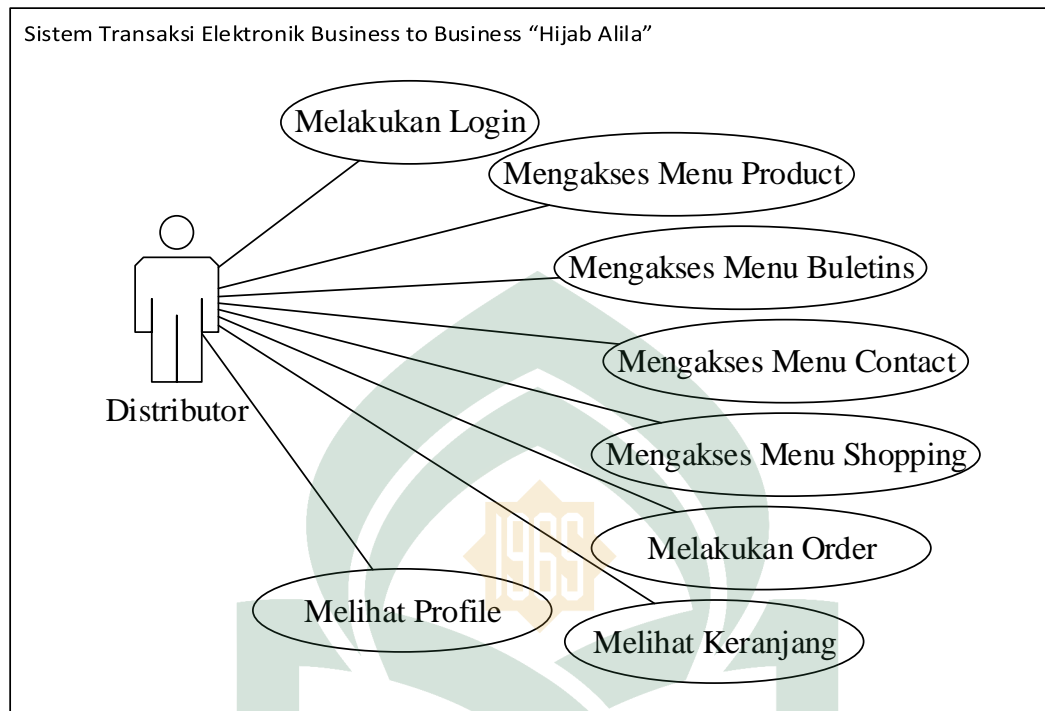 Sistem Transaksi Elektronik Business to Business “Hijab Alila”
Melakukan Login
Mengakses Menu Product
Mengakses Menu Buletins
Mengakses Menu Contact
Distributor
Mengakses Menu Shopping
1969
Melakukan Order
Melihat Profile
Melihat Keranjang